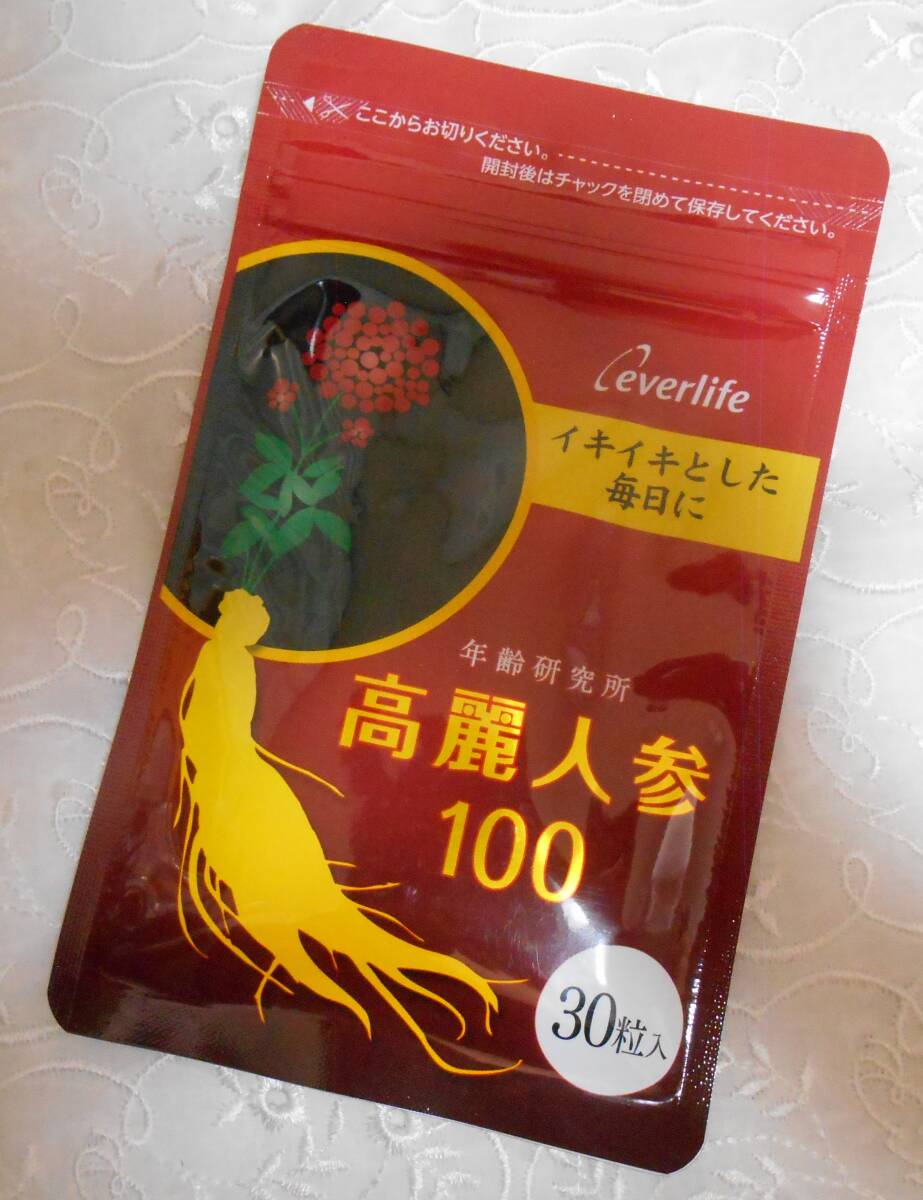 ここからお切りください。
開封後はチャックを閉めて保存してください。
everlife
イキイキとした
毎日に
年齢研究所
高麗人参
100
30粒入